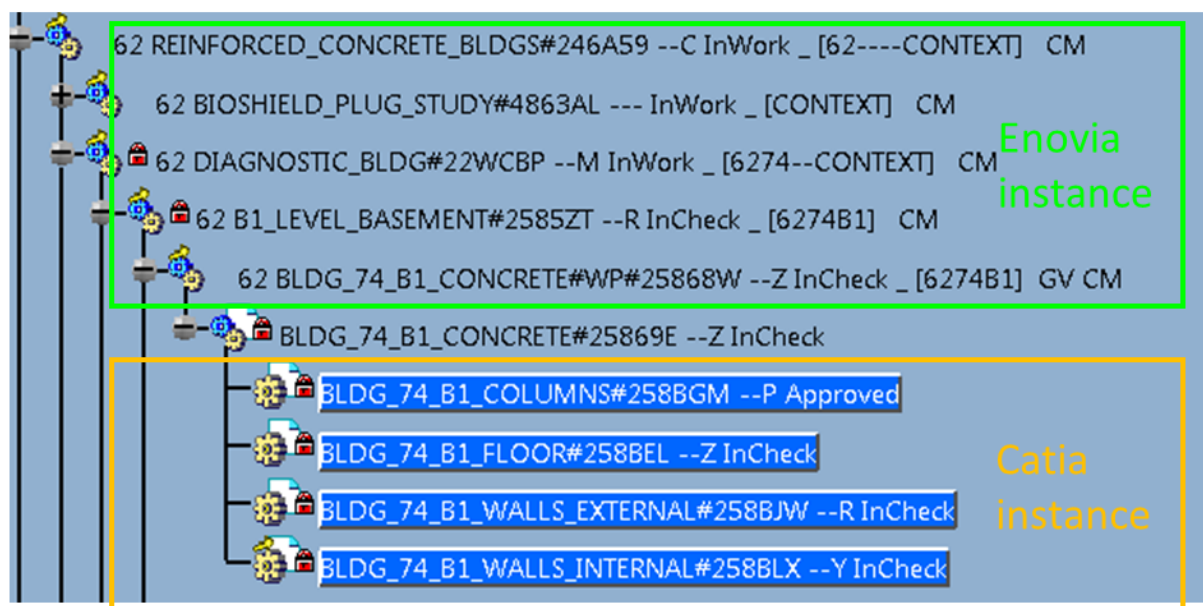 62 REINFORCED_CONCRETE_BLDGS#246A59 --C InWork _ [62----CONTEXT] CM
62 BIOSHIELD_PLUG_STUDY#4863AL --- InWork _ [CONTEXT] CM
62 DIAGNOSTIC_BLDG#22WCBP --M InWork _ [6274--CONTEXT] CM
Enovia
instance
62 B1_LEVEL_BASEMENT#2585ZT --R InCheck _ [6274B1] CM
62 BLDG_74_B1_CONCRETE#WP#25868W --Z InCheck _ [6274B1] GV CM
BLDG_74_B1_CONCRETE#25869E --Z InCheck
BLDG_74_B1_COLUMNS#258BGM --P Approved
BLDG_74_B1_FLOOR#258BEL --Z InCheck
Catia
instance
BLDG_74_B1_WALLS_EXTERNAL#258BJW --R InCheck
BLDG_74_B1_WALLS_INTERNAL#258BLX --Y InCheck